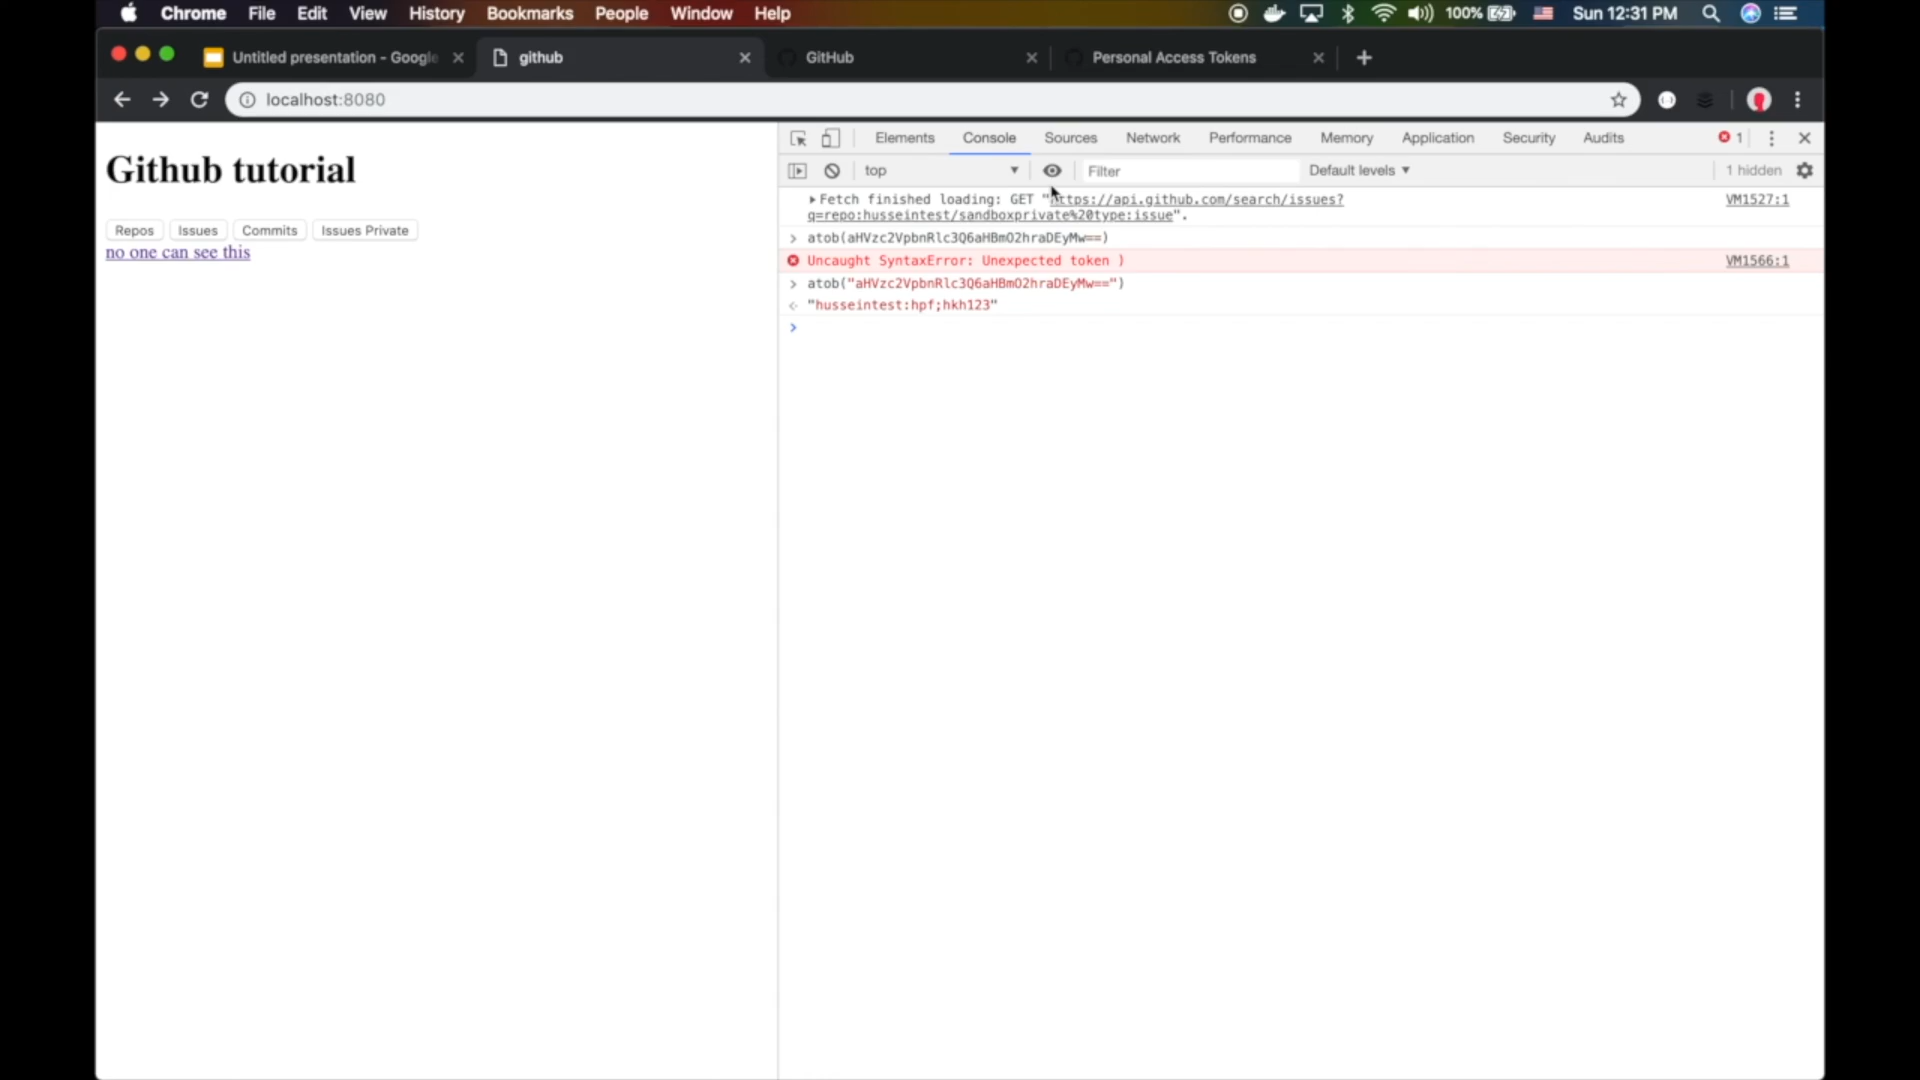 Chrome File Edit View History Bookmarks People Window Help 100% Sun 12:31 PM
Untitled presentation - Google github GitHub Personal Access Tokens
localhost:8080
Github tutorial
Repos Issues Commits Issues Private
no one can see this
Elements Console Sources Network Performance Memory Application Security Audits 1
top Filter Default levels 1 hidden
Fetch finished loading: GET "https://api.github.com/search/issues? VM1527:1
q=repo:husseintest/sandboxprivate%20type:issue".
atob(aHVzc2VpbnRlc3Q6aHBmO2hraDEyMw==)
Uncaught SyntaxError: Unexpected token ) VM1566:1
atob("aHVzc2VpbnRlc3Q6aHBmO2hraDEyMw==")
"husseintest:hpf;hkh123"